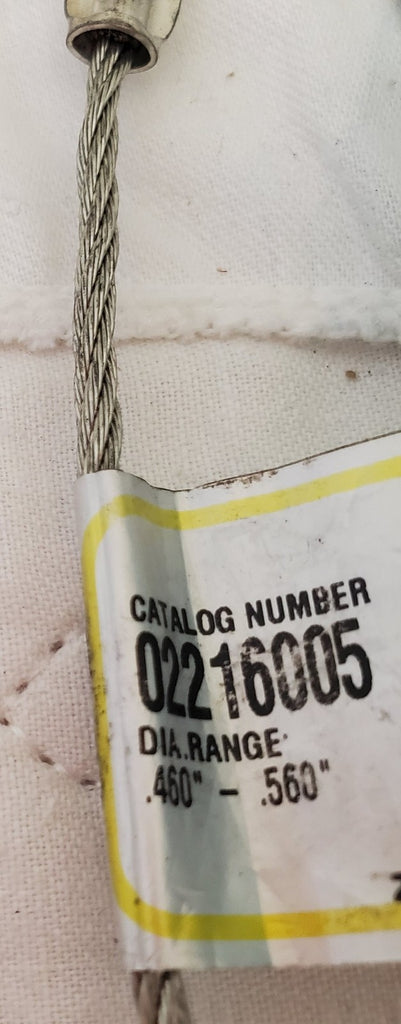 CATALOG NUMBER
02216005
DIA.RANGE
.460" - .560"